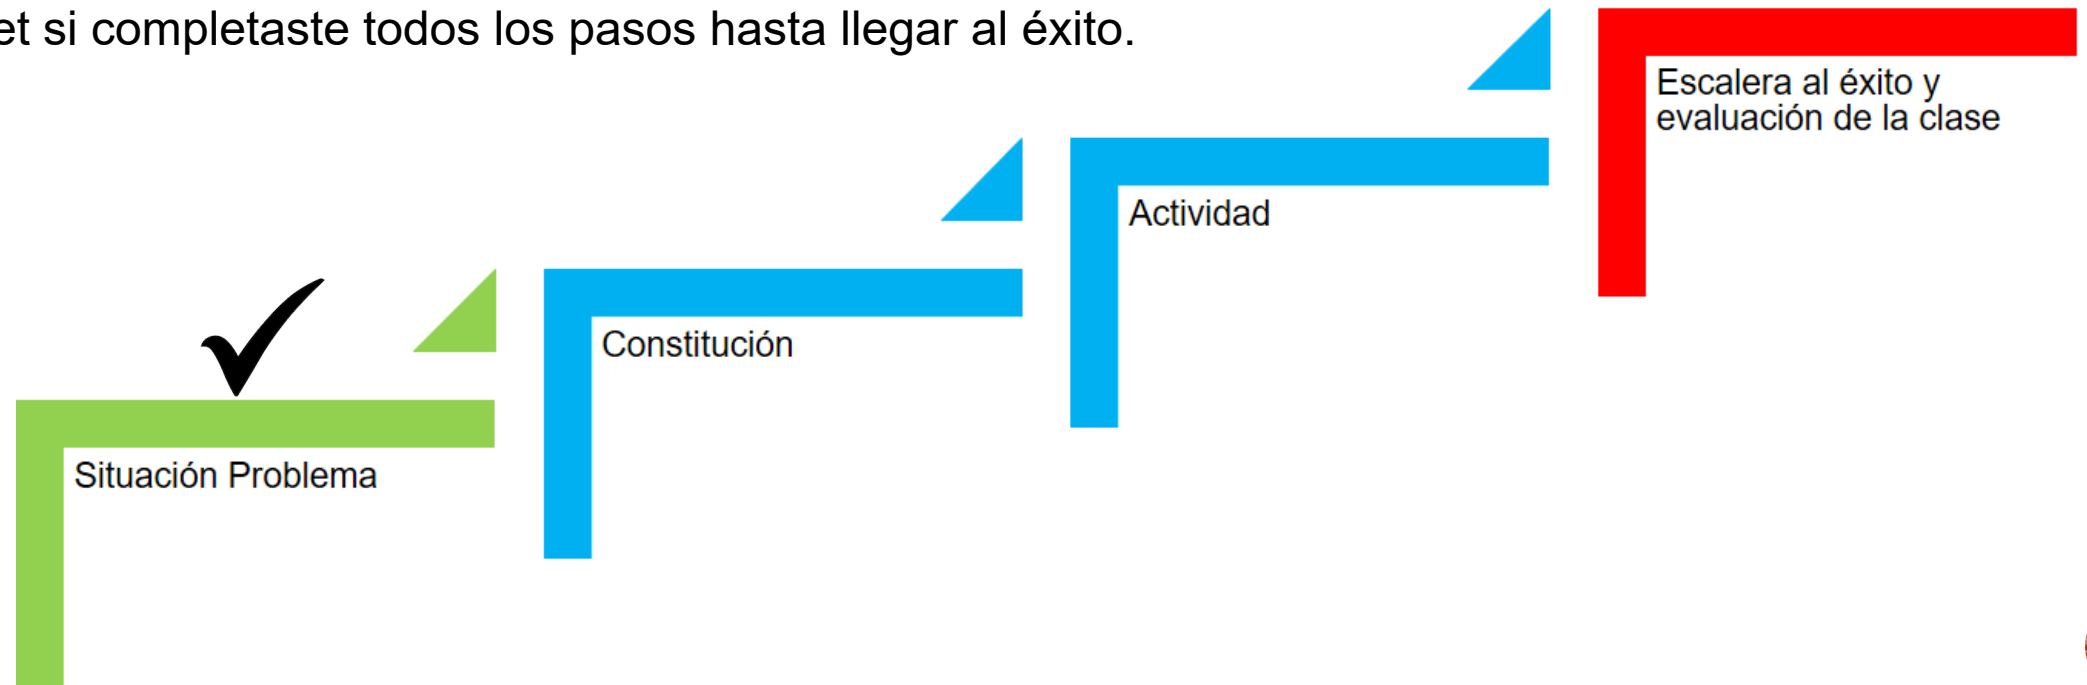 et si completaste todos los pasos hasta llegar al éxito.
Escalera al éxito y
evaluación de la clase
Actividad
Constitución
Situación Problema